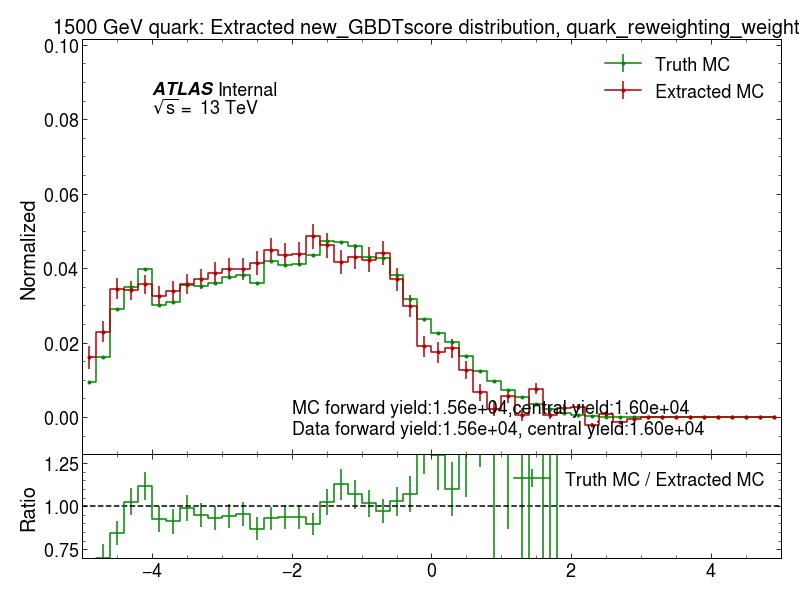 1500 GeV quark: Extracted new_GBDTscore distribution, quark_reweighting_weight
0.10
0.08
0.06
0.04
0.02
0.00
Normalized
ATLAS Internal
√s = 13 TeV
Truth MC
Extracted MC
MC forward yield:1.56e+04,central yield:1.60e+04
Data forward yield:1.56e+04, central yield:1.60e+04
1.25
1.00
0.75
Ratio
Truth MC / Extracted MC
−4
−2
0
2
4